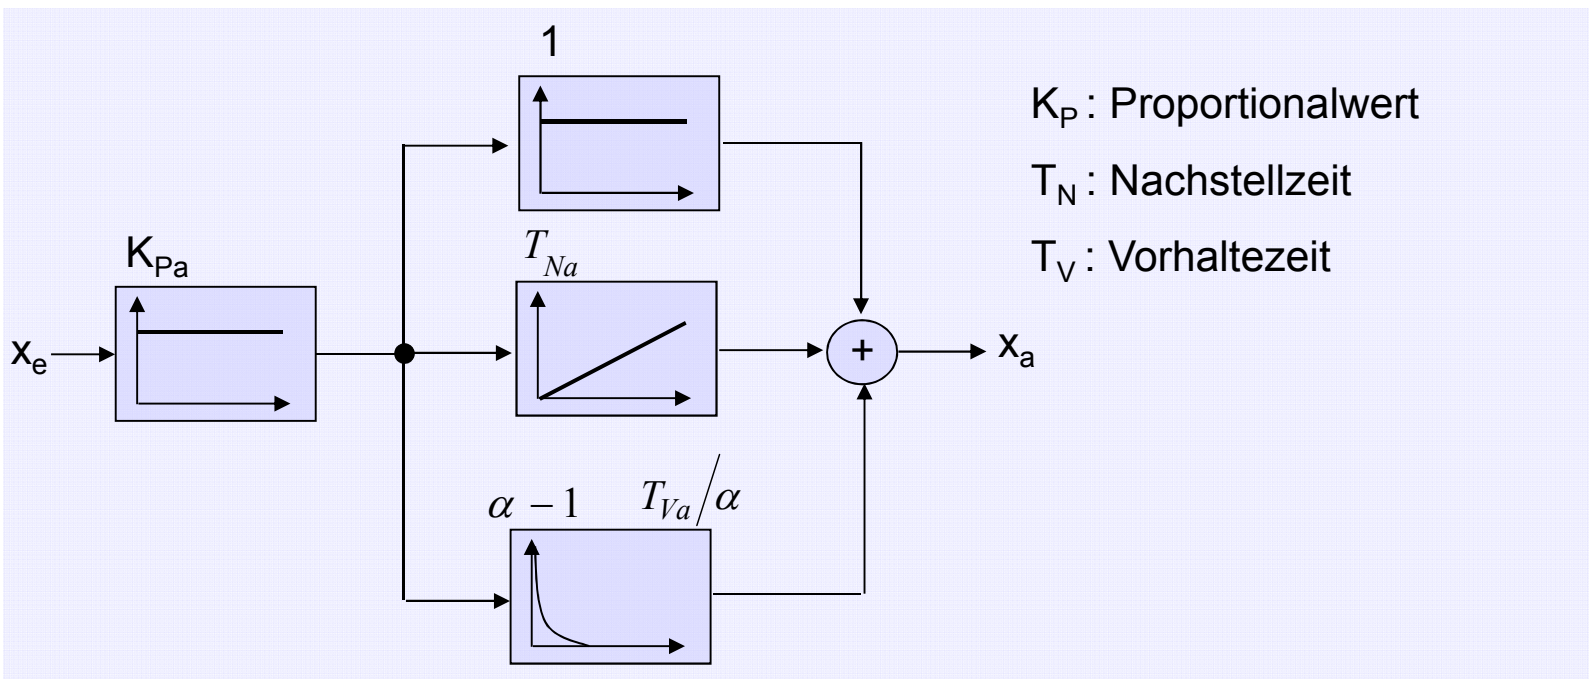 1
K_P : Proportionalwert
T_N : Nachstellzeit
T_V : Vorhaltezeit
K_Pa
T_Na
x_e
+
x_a
α − 1
T_Va/α